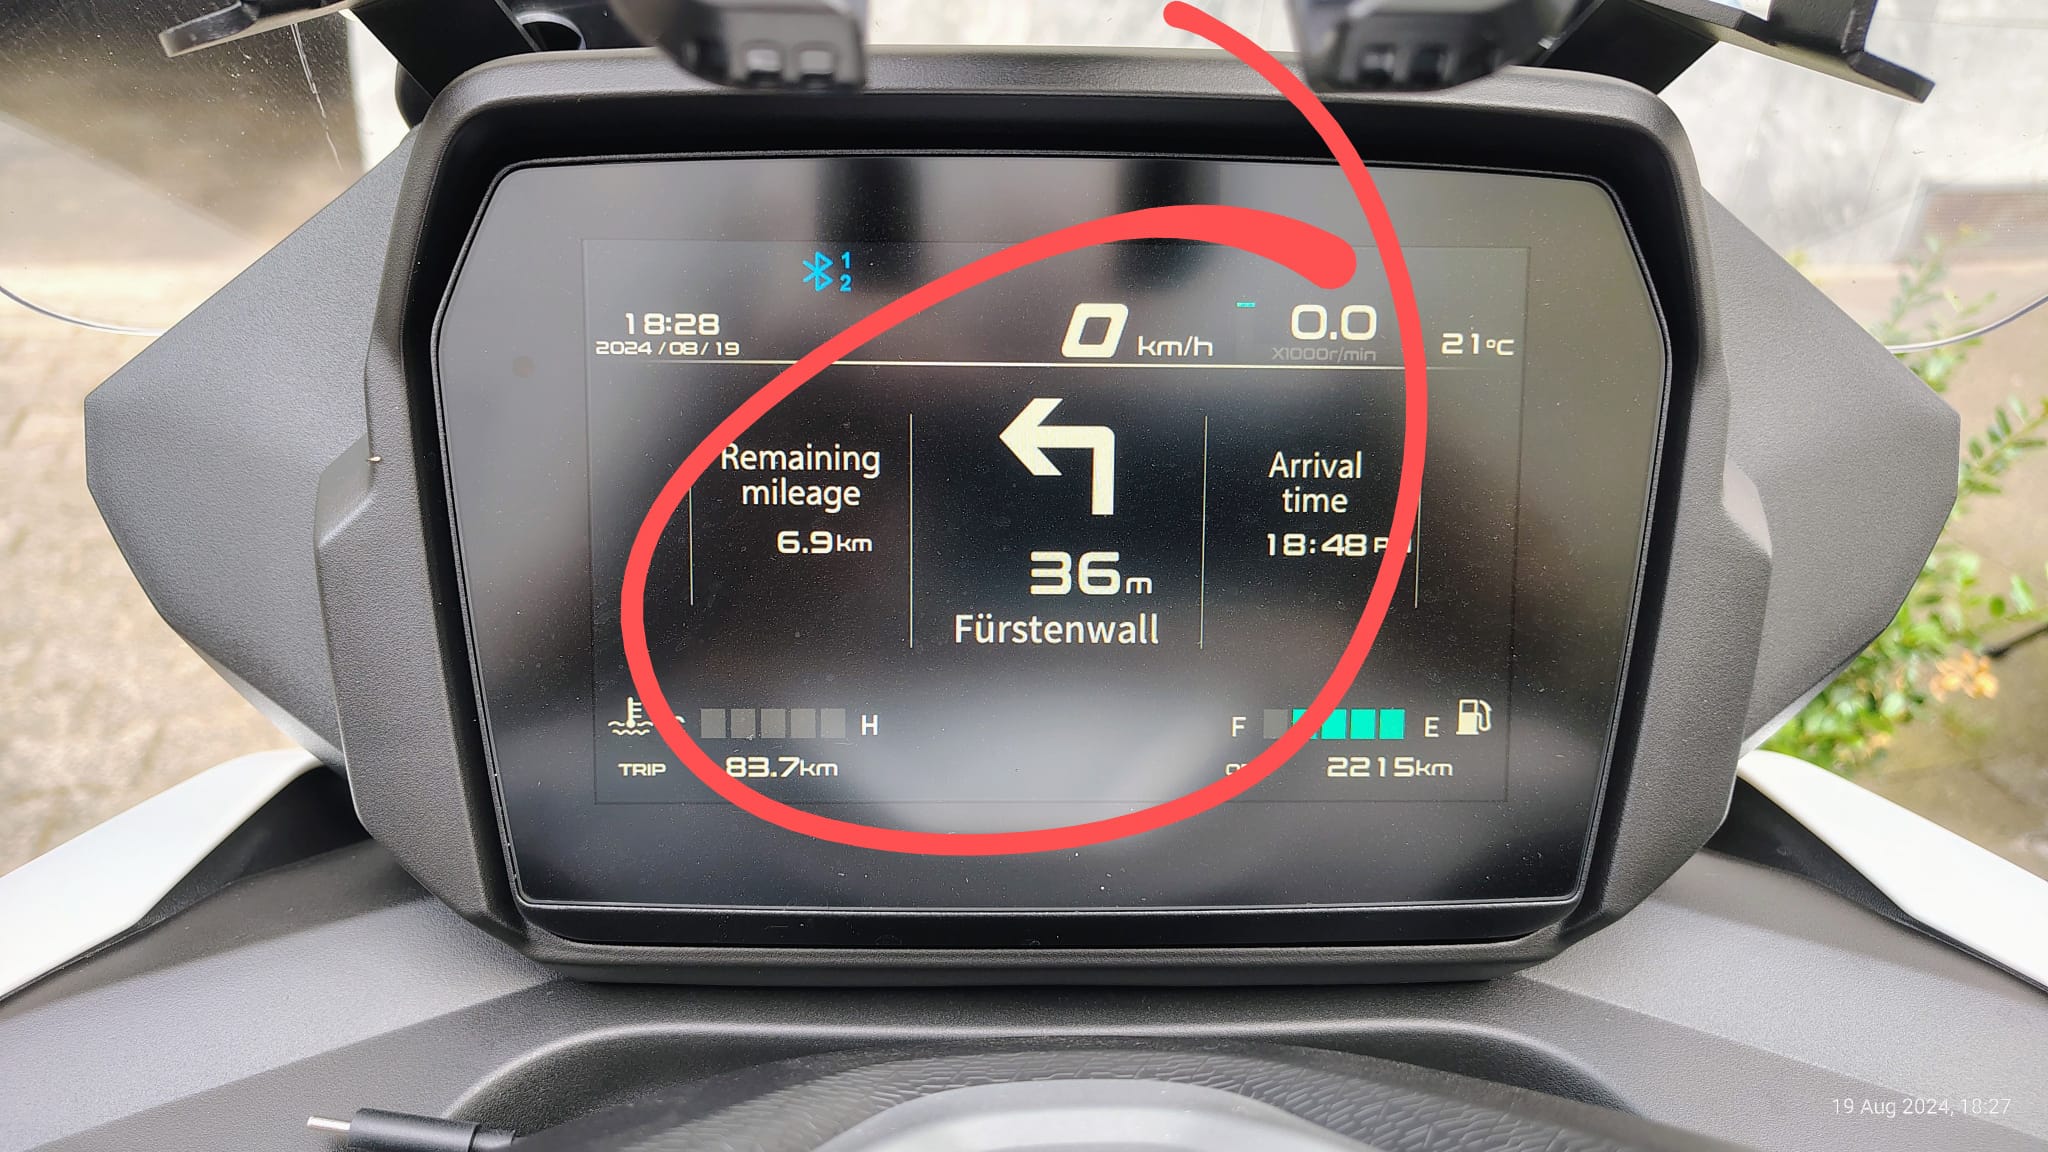 1
2
18:28
2024/08/19
0 km/h
0.0
X1000r/min
21°C
Remaining
mileage
6.9km
36m
Fürstenwall
Arrival
time
18:48
H
F
E
TRIP 83.7km
2215km
19 Aug 2024, 18:27